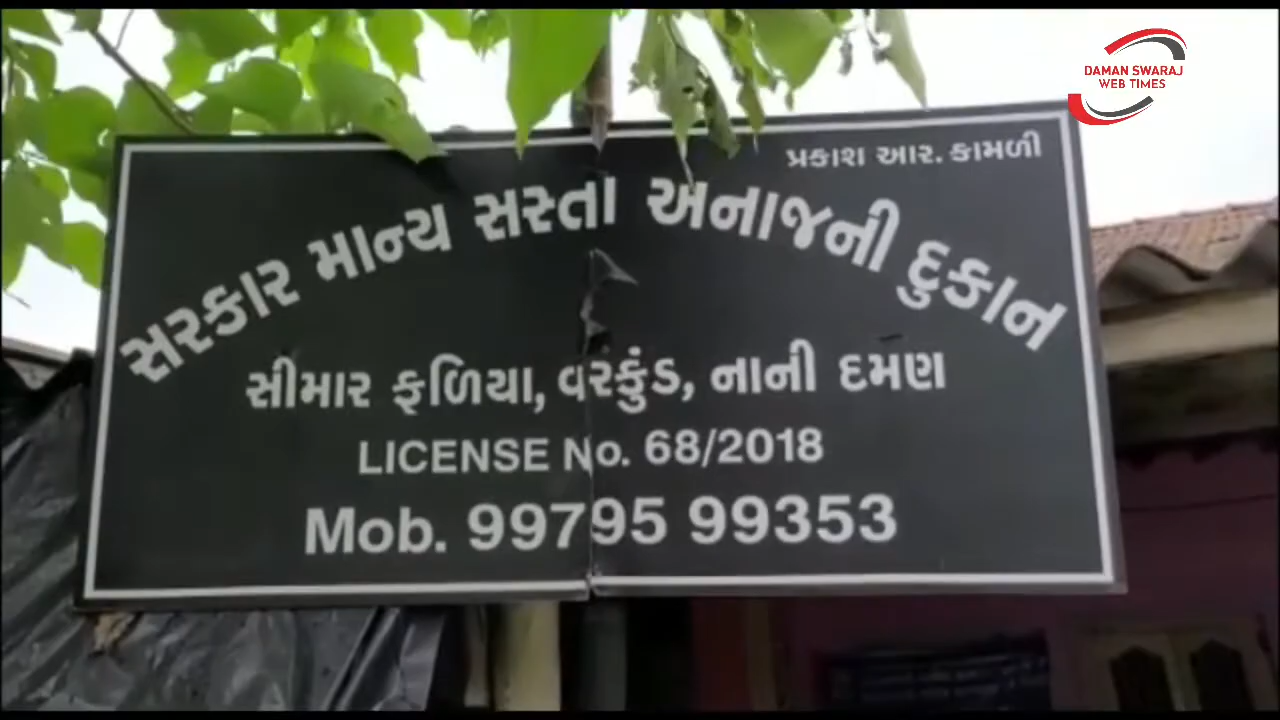 DAMAN SWARAJ
WEB TIMES
પ્રકાશ આર. કામળી
સરકાર માન્ય સસ્તા અનાજની દુકાન
સીમાર ફળિયા, વરકુંડ, નાની દમણ
LICENSE No. 68/2018
Mob. 99795 99353